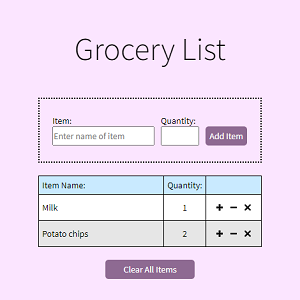 Grocery List
Item: Quantity:
Enter name of item Add Item
Item Name: Quantity:
Milk 1
Potato chips 2
Clear All Items